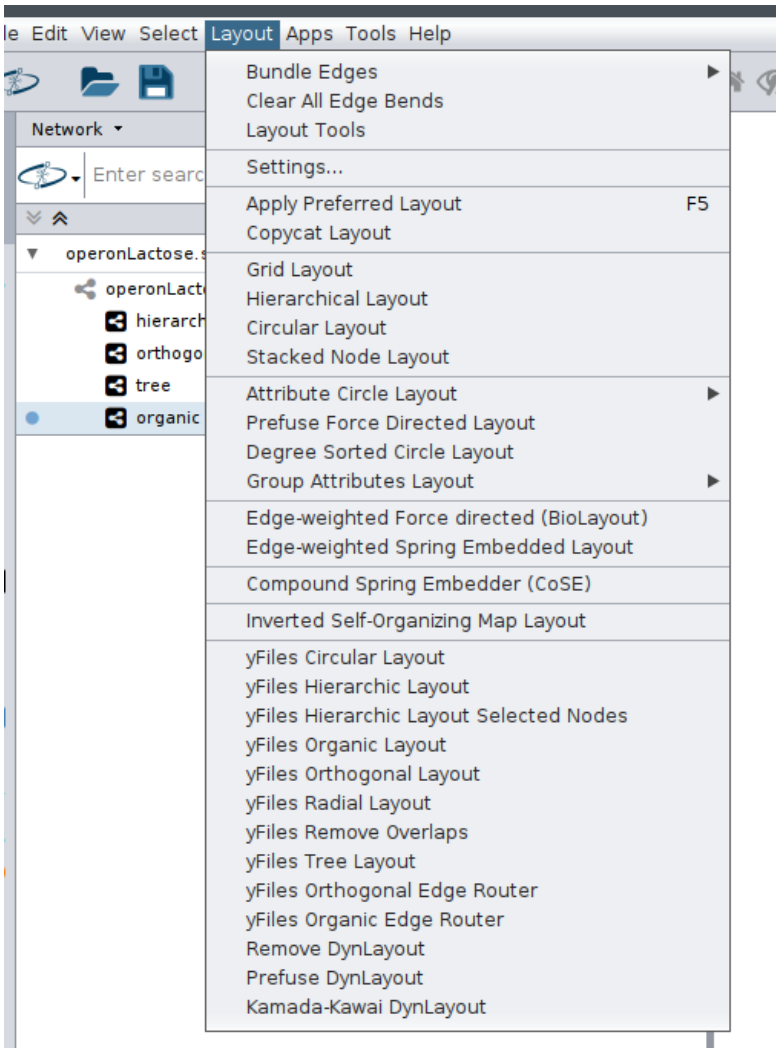 Edit View Select Layout Apps Tools Help
Network
Enter searc
operonLactose.s
operonLact
hierarch
orthogo
tree
organic
Bundle Edges
Clear All Edge Bends
Layout Tools
Settings...
Apply Preferred Layout F5
Copycat Layout
Grid Layout
Hierarchical Layout
Circular Layout
Stacked Node Layout
Attribute Circle Layout
Prefuse Force Directed Layout
Degree Sorted Circle Layout
Group Attributes Layout
Edge-weighted Force directed (BioLayout)
Edge-weighted Spring Embedded Layout
Compound Spring Embedder (CoSE)
Inverted Self-Organizing Map Layout
yFiles Circular Layout
yFiles Hierarchic Layout
yFiles Hierarchic Layout Selected Nodes
yFiles Organic Layout
yFiles Orthogonal Layout
yFiles Radial Layout
yFiles Remove Overlaps
yFiles Tree Layout
yFiles Orthogonal Edge Router
yFiles Organic Edge Router
Remove DynLayout
Prefuse DynLayout
Kamada-Kawai DynLayout